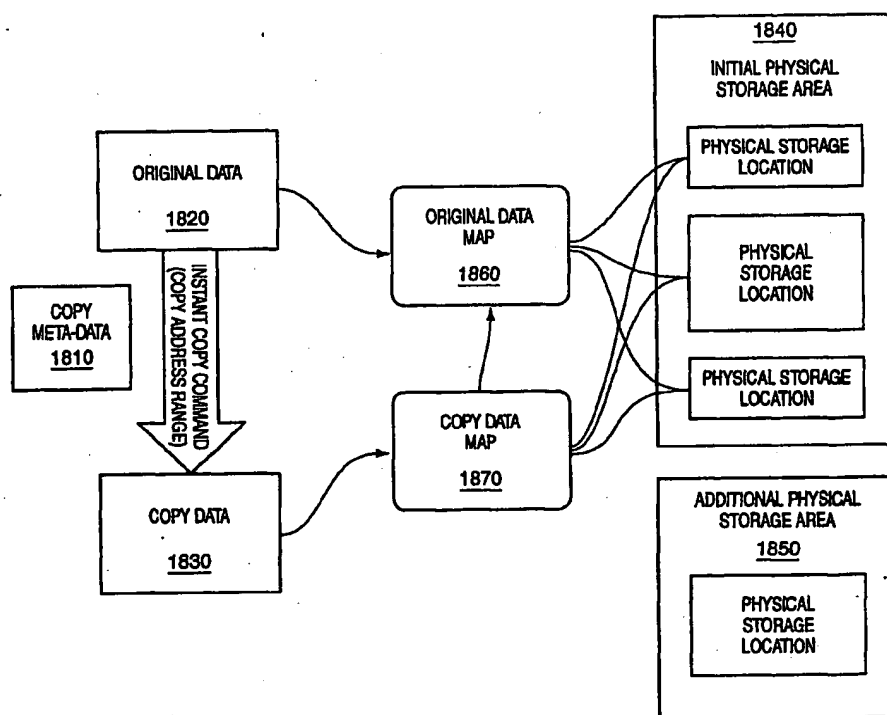 ORIGINAL DATA
1820
COPY
META-DATA
1810
INSTANT COPY COMMAND
(COPY ADDRESS RANGE)
COPY DATA
1830
ORIGINAL DATA
MAP
1860
COPY DATA
MAP
1870
1840
INITIAL PHYSICAL
STORAGE AREA
PHYSICAL STORAGE
LOCATION
PHYSICAL
STORAGE
LOCATION
PHYSICAL STORAGE
LOCATION
ADDITIONAL PHYSICAL
STORAGE AREA
1850
PHYSICAL
STORAGE
LOCATION